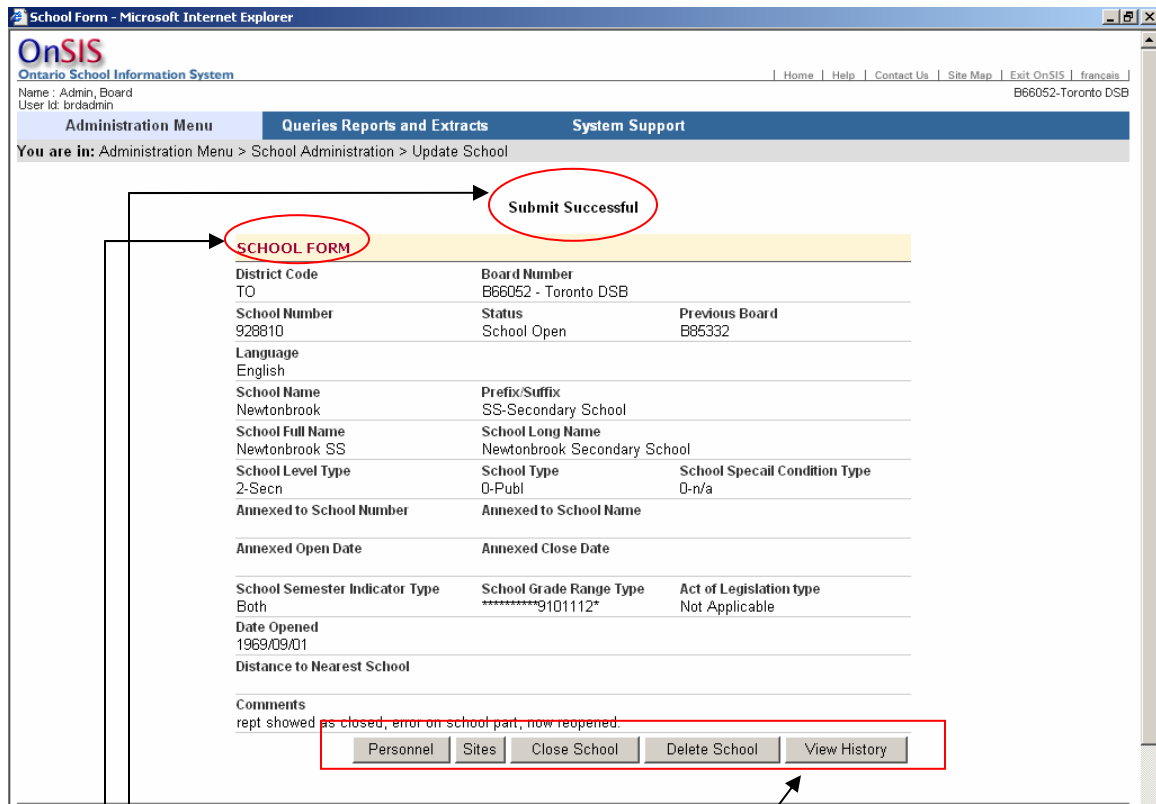 School Form - Microsoft Internet Explorer
OnSIS
Ontario School Information System
| Home | Help | Contact Us | Site Map | Exit OnSIS | français |
Name : Admin, Board
User Id: brdadmin
B66052-Toronto DSB
Administration Menu Queries Reports and Extracts System Support
You are in: Administration Menu > School Administration > Update School
Submit Successful
SCHOOL FORM
District Code Board Number
TO B66052 - Toronto DSB
School Number Status Previous Board
928810 School Open B85332
Language
English
School Name Prefix/Suffix
Newtonbrook SS-Secondary School
School Full Name School Long Name
Newtonbrook SS Newtonbrook Secondary School
School Level Type School Type School Specail Condition Type
2-Secn 0-Publ 0-n/a
Annexed to School Number Annexed to School Name
Annexed Open Date Annexed Close Date
School Semester Indicator Type School Grade Range Type Act of Legislation type
Both **********9101112* Not Applicable
Date Opened
1969/09/01
Distance to Nearest School
Comments
rept showed as closed, error on school part, now reopened.
Personnel Sites Close School Delete School View History